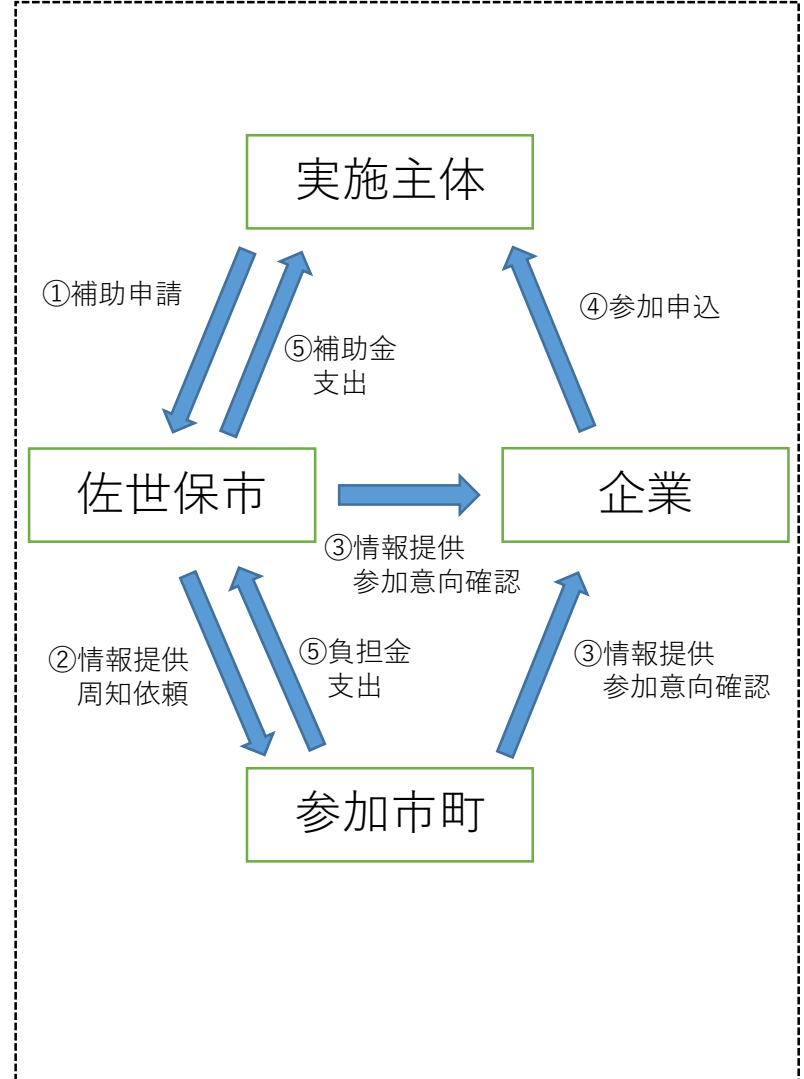 実施主体
①補助申請
④参加申込
⑤補助金
支出
佐世保市
企業
③情報提供
参加意向確認
②情報提供
周知依頼
⑤負担金
支出
③情報提供
参加意向確認
参加市町